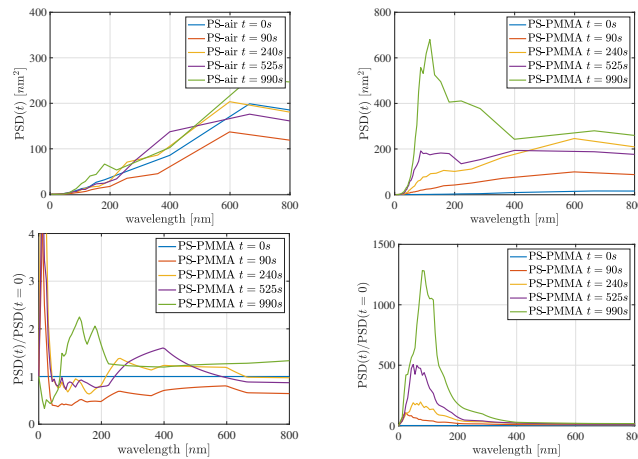 400
300
200
100
0
PSD(t) [nm²]
0 200 400 600 800
wavelength [nm]
PS-air t = 0s
PS-air t = 90s
PS-air t = 240s
PS-air t = 525s
PS-air t = 990s
800
600
400
200
0
PSD(t) [nm²]
0 200 400 600 800
wavelength [nm]
PS-PMMA t = 0s
PS-PMMA t = 90s
PS-PMMA t = 240s
PS-PMMA t = 525s
PS-PMMA t = 990s
4
3
2
1
0
PSD(t)/PSD(t = 0)
0 200 400 600 800
wavelength [nm]
PS-PMMA t = 0s
PS-PMMA t = 90s
PS-PMMA t = 240s
PS-PMMA t = 525s
PS-PMMA t = 990s
1500
1000
500
0
PSD(t)/PSD(t = 0)
0 200 400 600 800
wavelength [nm]
PS-PMMA t = 0s
PS-PMMA t = 90s
PS-PMMA t = 240s
PS-PMMA t = 525s
PS-PMMA t = 990s